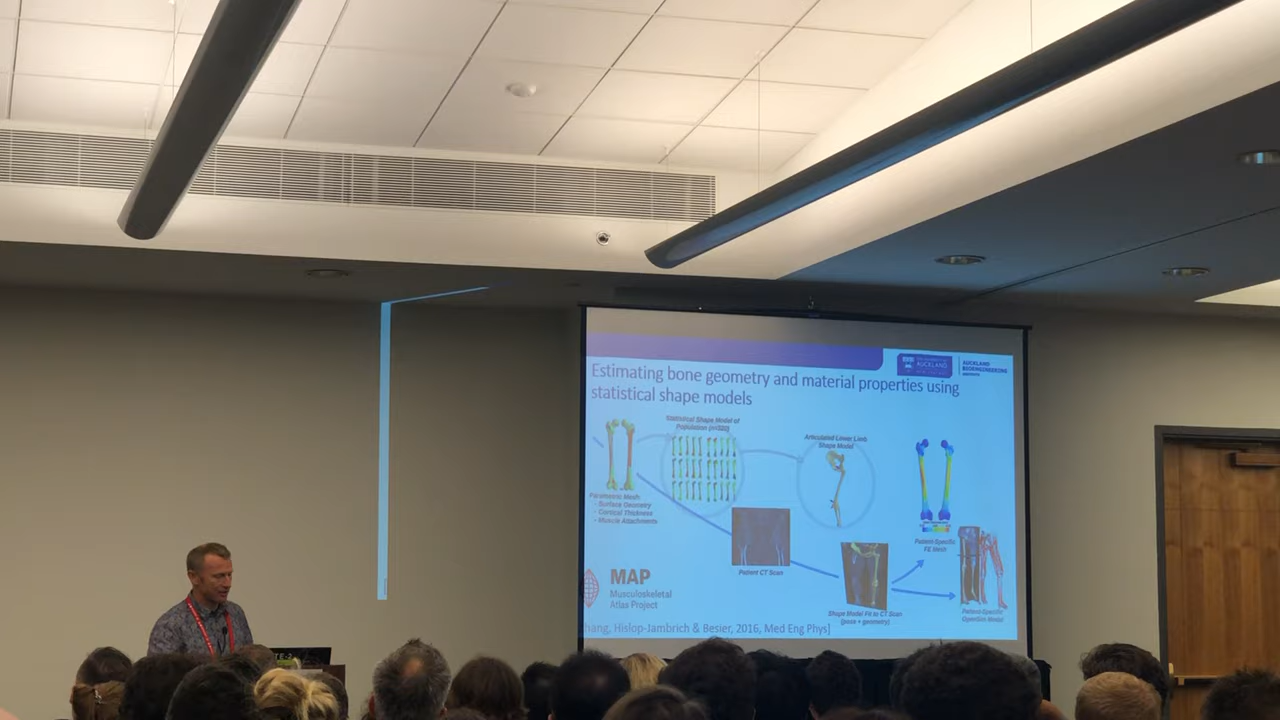 Estimating bone geometry and material properties using
statistical shape models
AUCKLAND
AUCKLAND
BIOENGINEERING
Statistical Shape Model of
Population (n=320)
Articulated Lower Limb
Shape Model
Parametric Mesh
- Surface Geometry
- Cortical Thickness
- Muscle Attachments
Patient CT Scan
Patient-Specific
FE Mesh
Shape Model Fit to CT Scan
(pose + geometry)
Patient-Specific
OpenSim Model
MAP
Musculoskeletal
Atlas Project
hang, Hislop-Jambrich & Besier, 2016, Med Eng Phys]